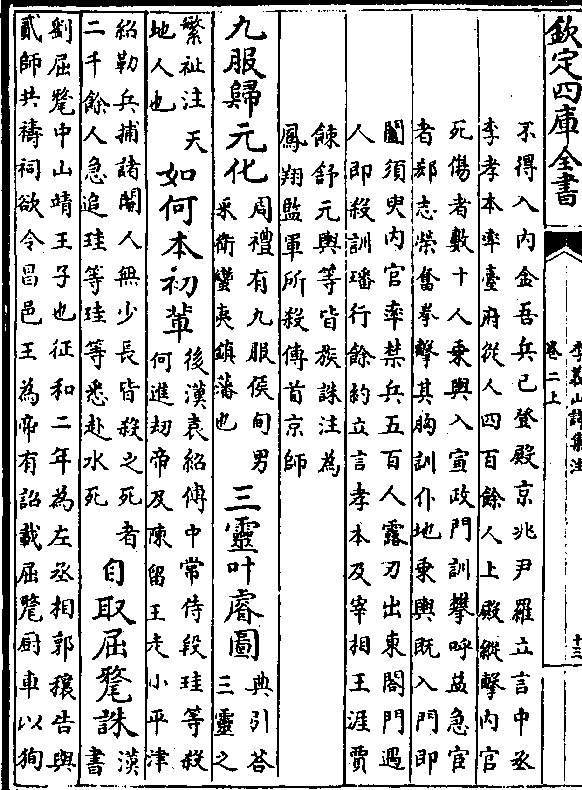 欽定四庫全書
李義山詩集注
卷二上
十三
不得入内金吾兵已登殿京兆尹羅立言中丞
李孝本率臺府從人四百餘人上殿縱擊内官
死傷者數十人乘輿入宣政門訓攀呼益急宦
者郗志榮奮拳擊其胸訓仆地乘輿既入門即
闔須臾内官率禁兵五百人露刃出東閤門遇
人即殺訓璠行餘約立言孝本及宰相王涯賈
餗舒元輿等皆族誅注為
鳳翔監軍所殺傳首京師
九服歸元化
周禮有九服侯甸男
采衛蠻夷鎮藩也
三靈叶睿圖
典引荅
三靈之
繁祉注天
地人也
如何本初輩
後漢袁紹傳中常侍段珪等殺
何進刼帝及陳留王走小平津
紹勒兵捕諸閹人無少長皆殺之死者
二千餘人急追珪等珪等悉赴水死
自取屈氂誅
漢書
劉屈氂中山靖王子也征和二年為左丞相郭穰告與
貳師共禱祠欲令昌邑王為帝有詔載屈氂厨車以狥